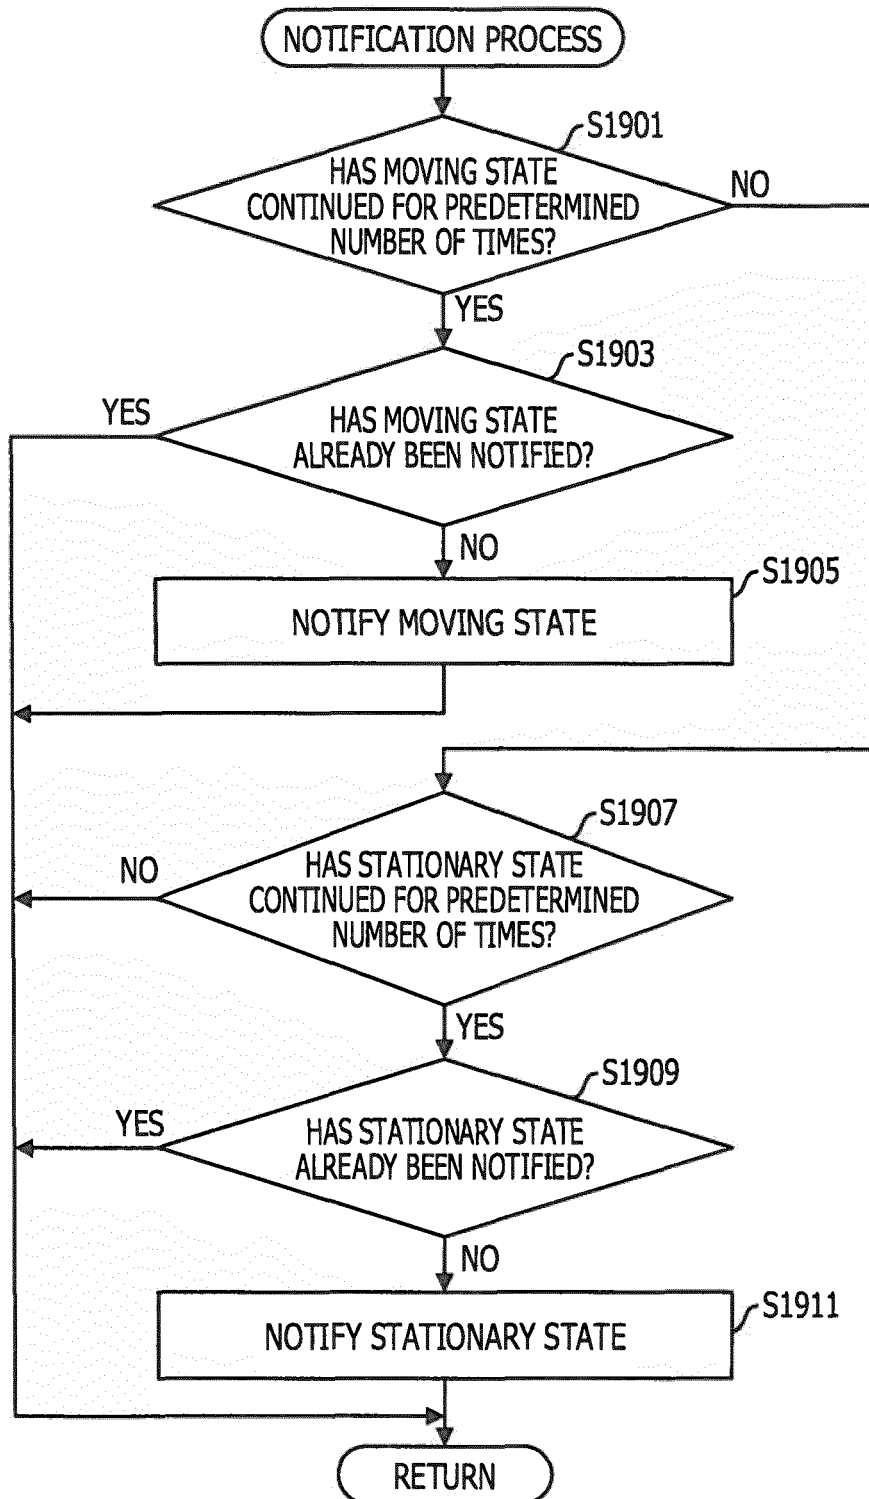 NOTIFICATION PROCESS
S1901
HAS MOVING STATE
CONTINUED FOR PREDETERMINED
NUMBER OF TIMES?
NO
YES
S1903
HAS MOVING STATE
ALREADY BEEN NOTIFIED?
YES
NO
S1905
NOTIFY MOVING STATE
S1907
HAS STATIONARY STATE
CONTINUED FOR PREDETERMINED
NUMBER OF TIMES?
NO
YES
S1909
HAS STATIONARY STATE
ALREADY BEEN NOTIFIED?
YES
NO
S1911
NOTIFY STATIONARY STATE
RETURN